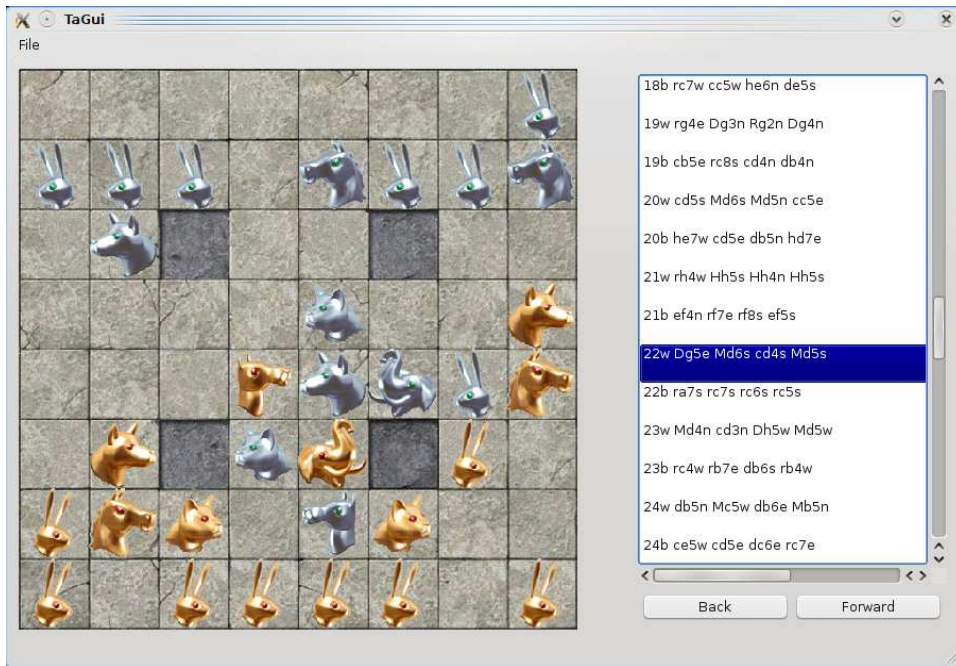 TaGui
File
18b rc7w cc5w he6n de5s
19w rg4e Dg3n Rg2n Dg4n
19b cb5e rc8s cd4n db4n
20w cd5s Md6s Md5n cc5e
20b he7w cd5e db5n hd7e
21w rh4w Hh5s Hh4n Hh5s
21b ef4n rf7e rf8s ef5s
22w Dg5e Md6s cd4s Md5s
22b ra7s rc7s rc6s rc5s
23w Md4n cd3n Dh5w Md5w
23b rc4w rb7e db6s rb4w
24w db5n Mc5w db6e Mb5n
24b ce5w cd5e dc6e rc7e
Back
Forward